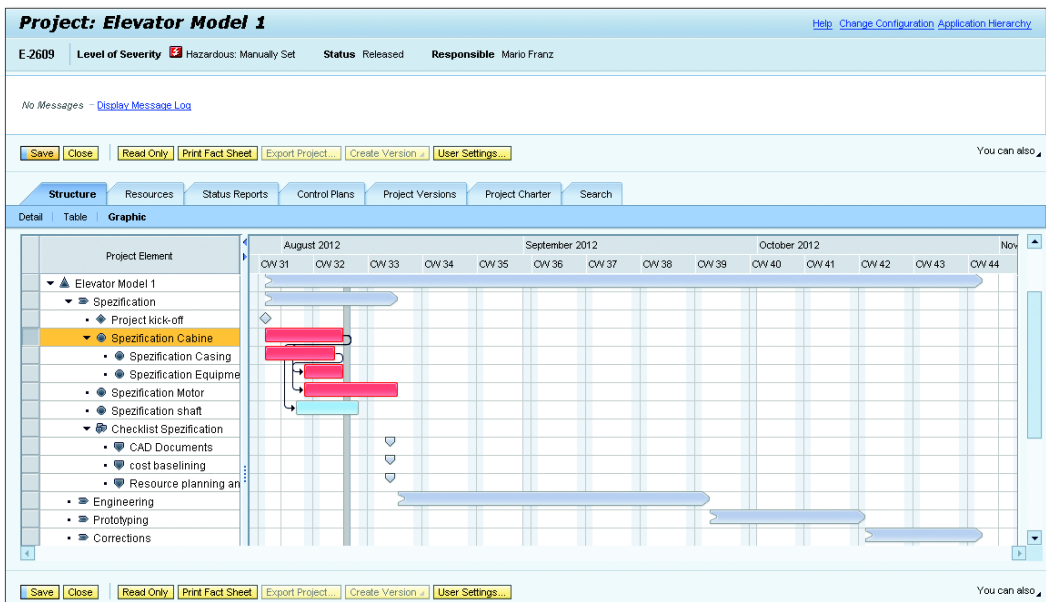 Project: Elevator Model 1
Help Change Configuration Application Hierarchy
E-2609 Level of Severity Hazardous: Manually Set Status Released Responsible Mario Franz
No Messages - Display Message Log
Save Close Read Only Print Fact Sheet Export Project... Create Version User Settings... You can also
Structure Resources Status Reports Control Plans Project Versions Project Charter Search
Detail Table Graphic
Project Element
August 2012 September 2012 October 2012 Nov
CW 31 CW 32 CW 33 CW 34 CW 35 CW 36 CW 37 CW 38 CW 39 CW 40 CW 41 CW 42 CW 43 CW 44
Elevator Model 1
Spezification
Project kick-off
Spezification Cabine
Spezification Casing
Spezification Equipme
Spezification Motor
Spezification shaft
Checklist Spezification
CAD Documents
cost baselining
Resource planning an
Engineering
Prototyping
Corrections
Save Close Read Only Print Fact Sheet Export Project... Create Version User Settings... You can also